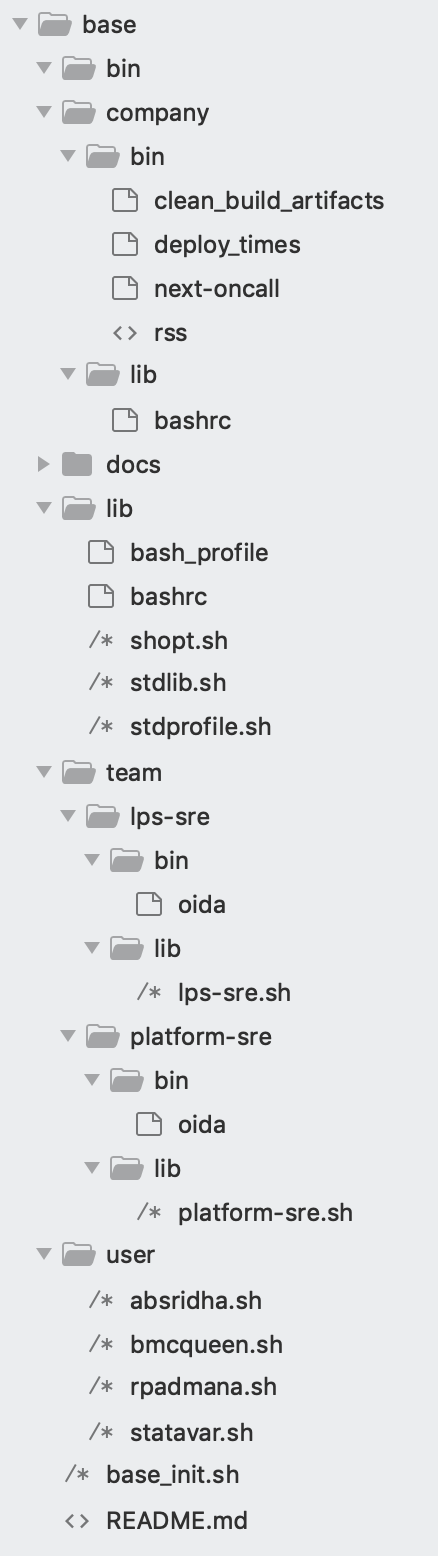 base
bin
company
bin
clean_build_artifacts
deploy_times
next-oncall
<> rss
lib
bashrc
docs
lib
bash_profile
bashrc
/* shopt.sh
/* stdlib.sh
/* stdprofile.sh
team
lps-sre
bin
oida
lib
/* lps-sre.sh
platform-sre
bin
oida
lib
/* platform-sre.sh
user
/* absridha.sh
/* bmcqueen.sh
/* rpadmana.sh
/* statavar.sh
/* base_init.sh
<> README.md